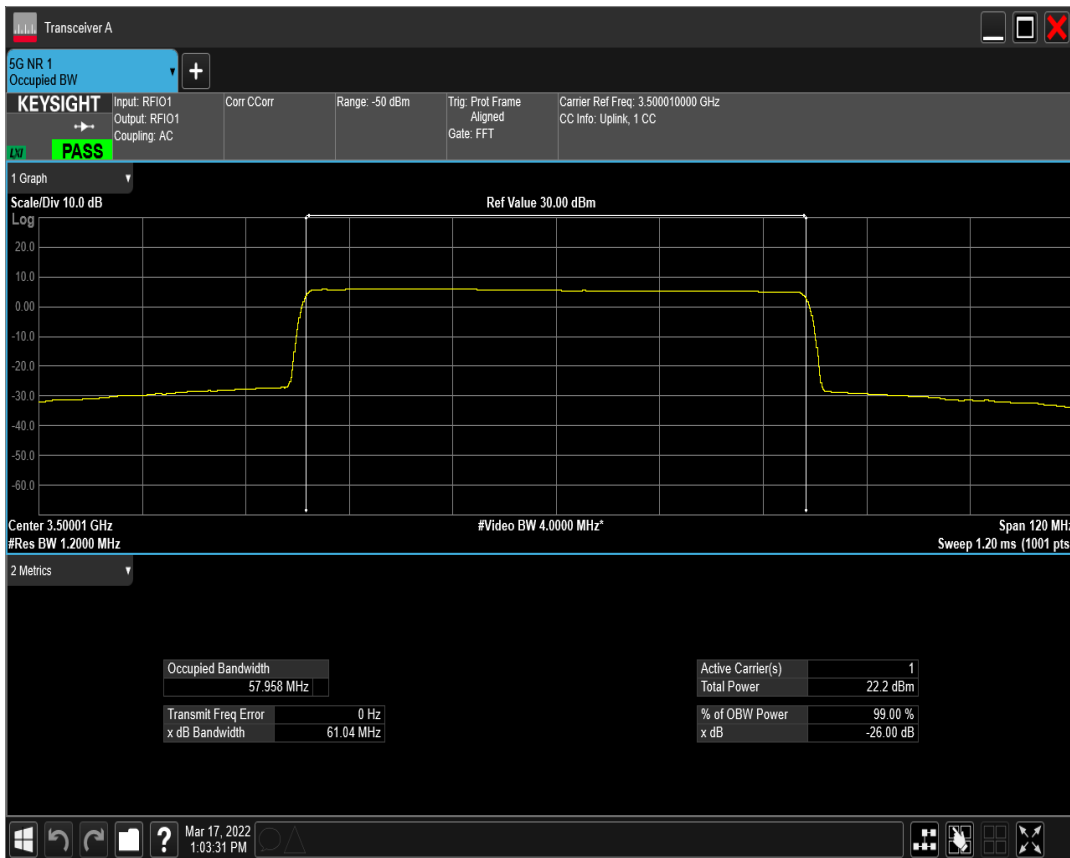 Transceiver A
5G NR 1
Occupied BW
+
KEYSIGHT
LXI
PASS
Input: RFIO1
Output: RFIO1
Coupling: AC
Corr CCorr
Range: -50 dBm
Trig: Prot Frame
Aligned
Gate: FFT
Carrier Ref Freq: 3.500010000 GHz
CC Info: Uplink, 1 CC
1 Graph
Scale/Div 10.0 dB
Ref Value 30.00 dBm
Log
20.0
10.0
0.00
-10.0
-20.0
-30.0
-40.0
-50.0
-60.0
Center 3.50001 GHz
#Video BW 4.0000 MHz*
Span 120 MHz
#Res BW 1.2000 MHz
Sweep 1.20 ms (1001 pts
2 Metrics
Occupied Bandwidth
57.958 MHz
Transmit Freq Error 0 Hz
x dB Bandwidth 61.04 MHz
Active Carrier(s) 1
Total Power 22.2 dBm
% of OBW Power 99.00 %
x dB -26.00 dB
?
Mar 17, 2022
1:03:31 PM